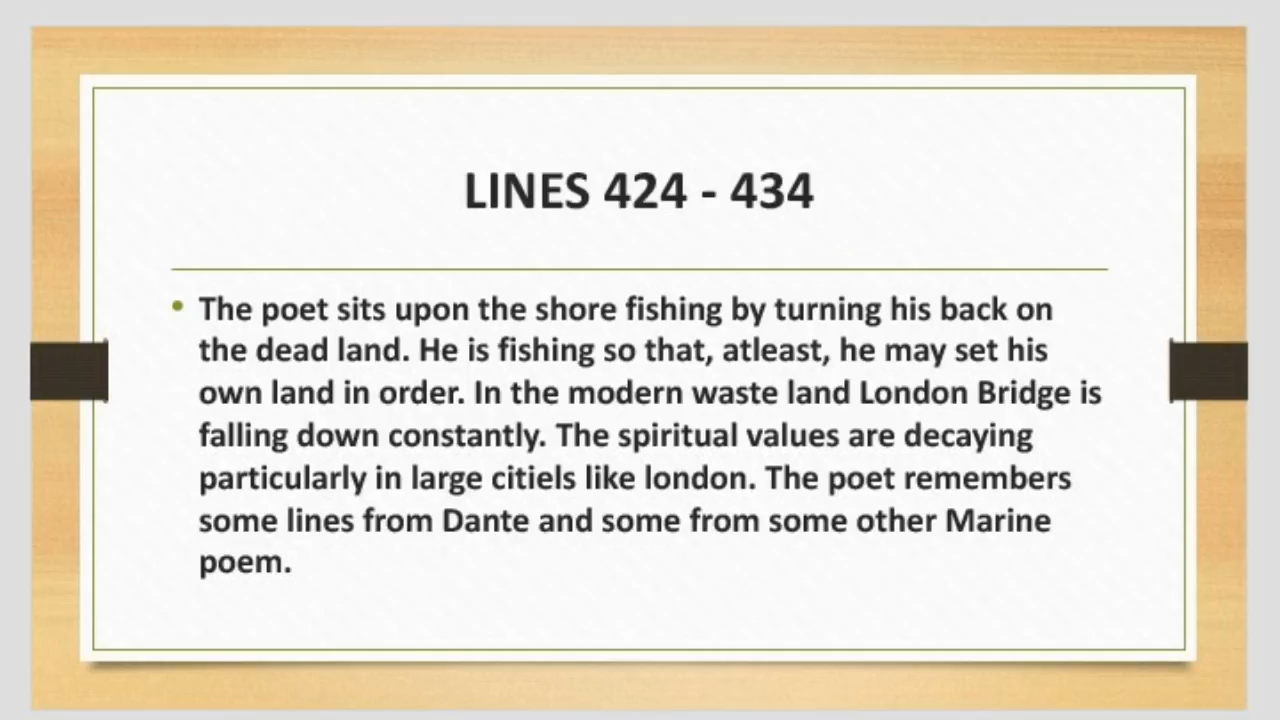 LINES 424 - 434
• The poet sits upon the shore fishing by turning his back on
the dead land. He is fishing so that, atleast, he may set his
own land in order. In the modern waste land London Bridge is
falling down constantly. The spiritual values are decaying
particularly in large citiels like london. The poet remembers
some lines from Dante and some from some other Marine
poem.